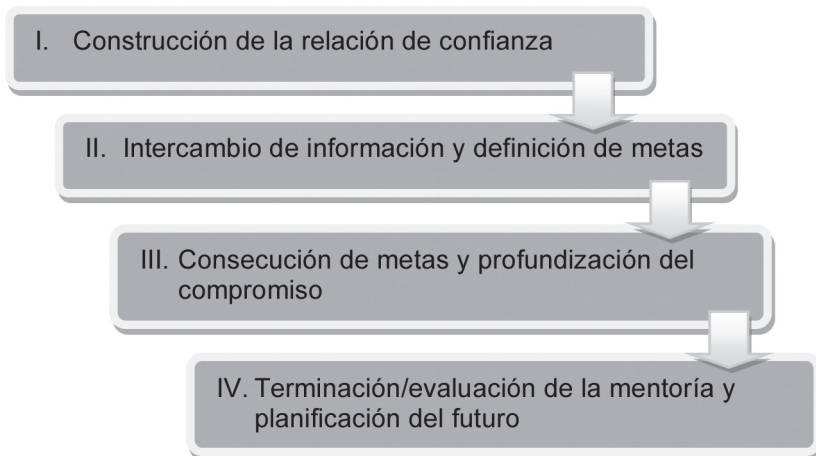 I. Construcción de la relación de confianza
II. Intercambio de información y definición de metas
III. Consecución de metas y profundización del
compromiso
IV. Terminación/evaluación de la mentoría y
planificación del futuro